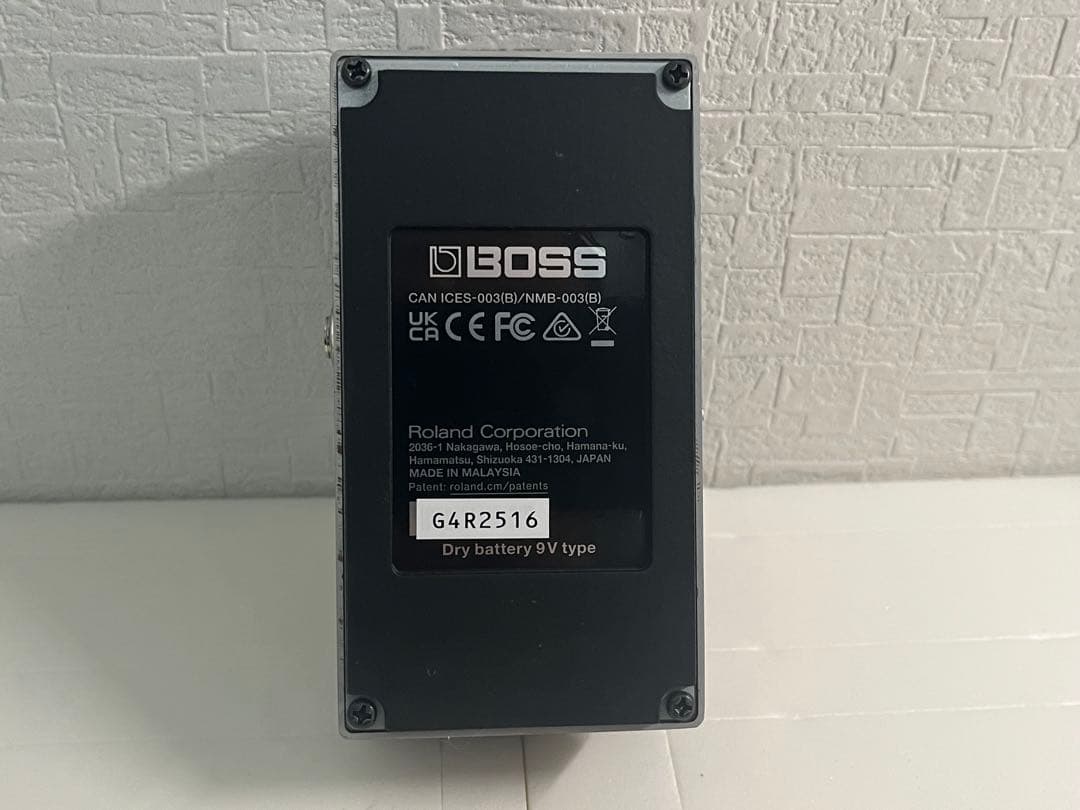 BOSS
CAN ICES-003(B)/NMB-003(B)
UK CA CE FC
Roland Corporation
2036-1 Nakagawa, Hosoe-cho, Hamana-ku,
Hamamatsu, Shizuoka 431-1304, JAPAN
MADE IN MALAYSIA
Patent: roland.cm/patents
G4R2516
Dry battery 9V type